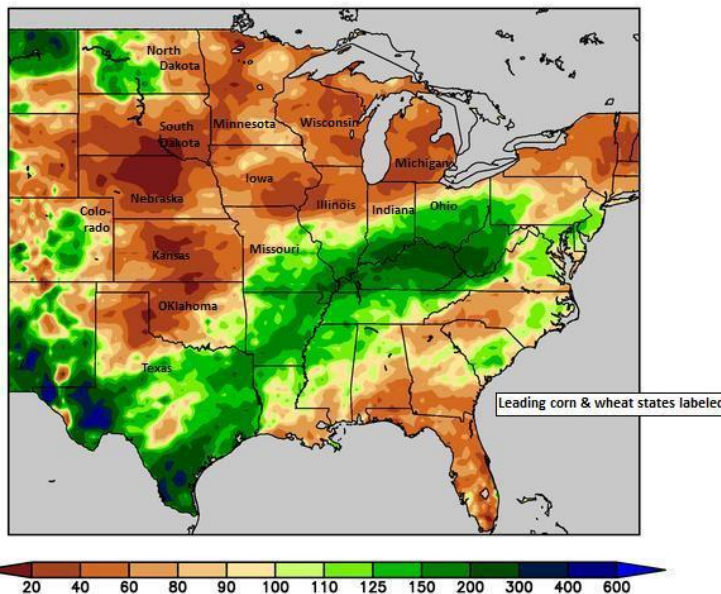 North
Dakota
South
Dakota
Minnesota
Wisconsin
Michigan
Iowa
Nebraska
Illinois
Indiana
Ohio
Colo-
rado
Missouri
Kansas
OKlahoma
Texas
Leading corn & wheat states labeled
20 40 60 80 90 100 110 125 150 200 300 400 600